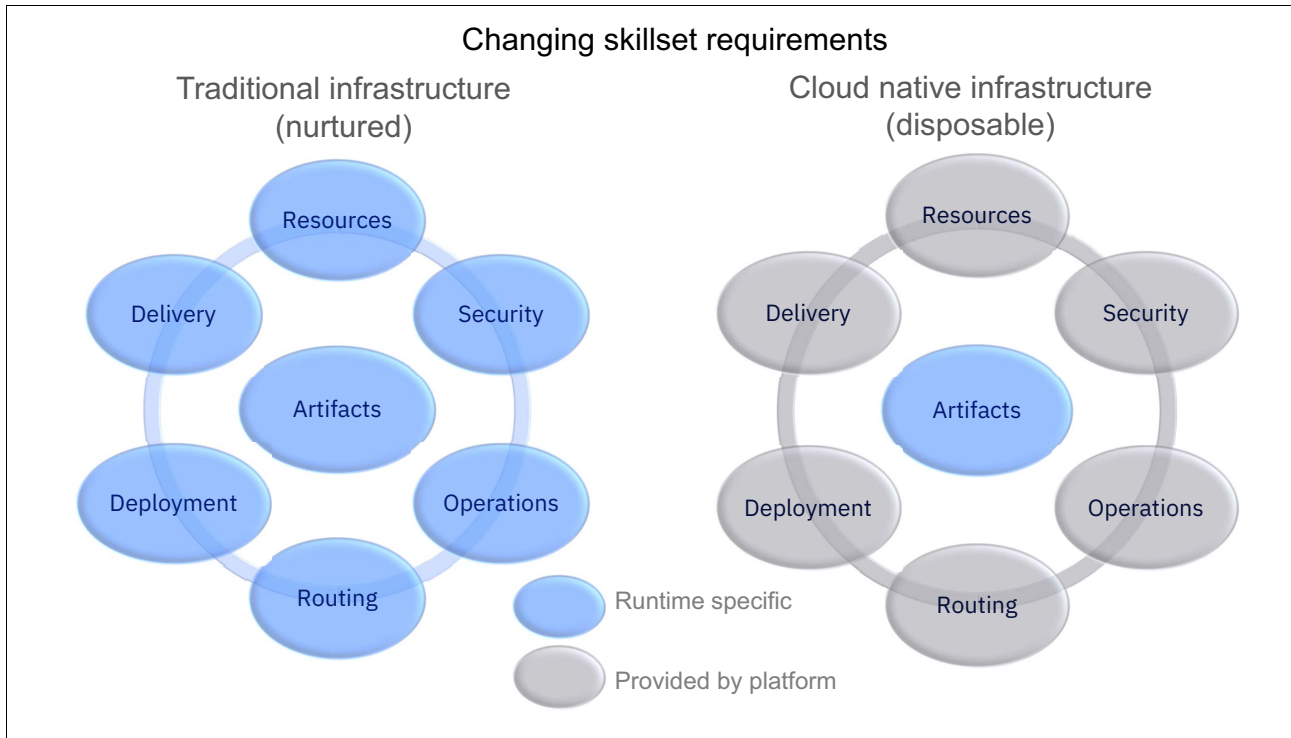 Changing skillset requirements
Traditional infrastructure
(nurtured)
Resources
Delivery
Security
Artifacts
Deployment
Operations
Routing
Cloud native infrastructure
(disposable)
Resources
Delivery
Security
Artifacts
Deployment
Operations
Routing
Runtime specific
Provided by platform